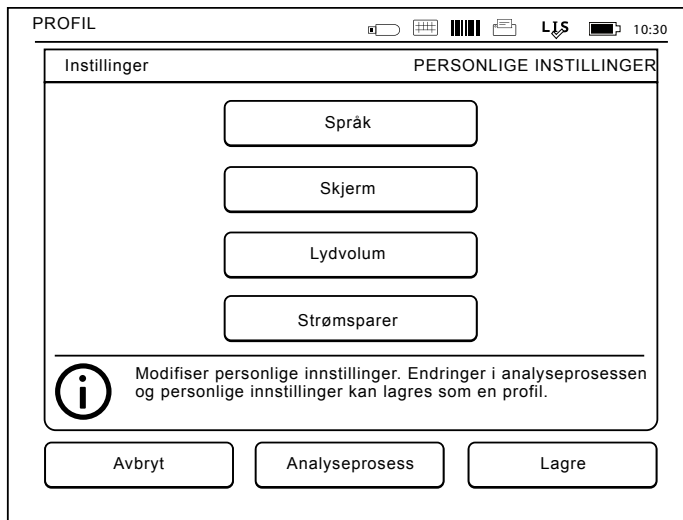 PROFIL
LIS 10:30
Instillinger PERSONLIGE INSTILLINGER
Språk
Skjerm
Lydvolum
Strømsparer
Modifiser personlige innstillinger. Endringer i analyseprosessen
og personlige innstillinger kan lagres som en profil.
Avbryt Analyseprosess Lagre